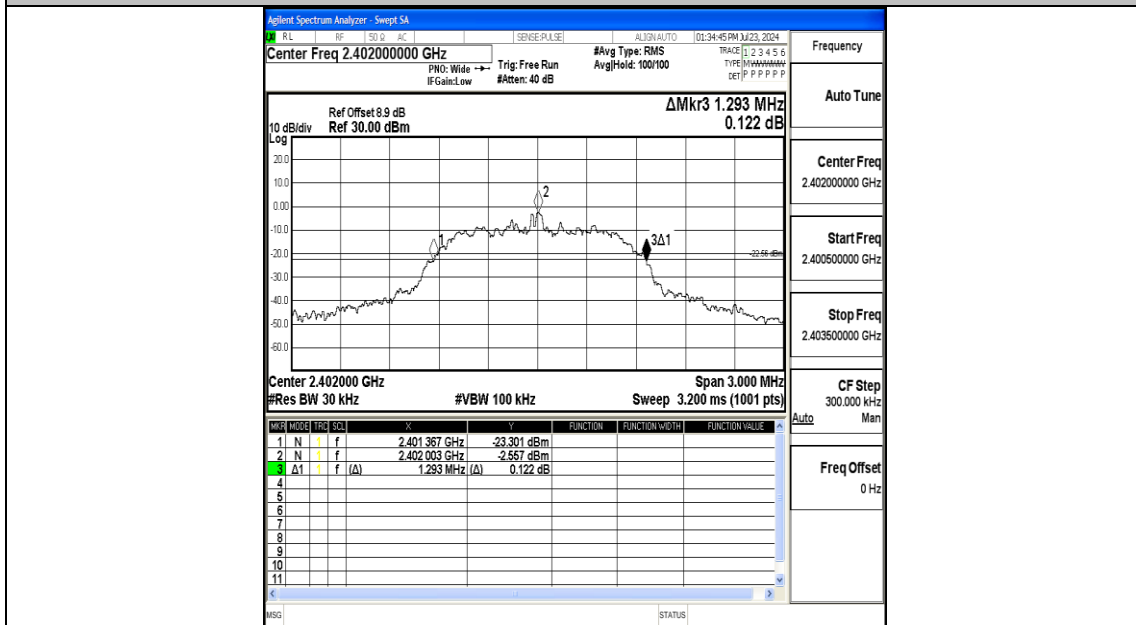 Agilent Spectrum Analyzer - Swept SA
RL RF 50 Ω AC SENSE:PULSE ALIGN AUTO 01:34:45 PM Jul 23, 2024
Center Freq 2.402000000 GHz
PNO: Wide
IFGain:Low
Trig: Free Run
#Atten: 40 dB
#Avg Type: RMS
Avg|Hold: 100/100
TRACE 1 2 3 4 5 6
TYPE MWWWWW
DET P P P P P P
Ref Offset 8.9 dB
10 dB/div Ref 30.00 dBm
Log
ΔMkr3 1.293 MHz
0.122 dB
20.0
10.0
0.00
-10.0
-20.0
-30.0
-40.0
-50.0
-60.0
1
2
3Δ1
-22.56 dBm
Center 2.402000 GHz Span 3.000 MHz
#Res BW 30 kHz #VBW 100 kHz Sweep 3.200 ms (1001 pts)
MKR MODE TRC SCL X Y FUNCTION FUNCTION WIDTH FUNCTION VALUE
1 N 1 f 2.401 367 GHz -23.301 dBm
2 N 1 f 2.402 003 GHz -2.557 dBm
3 Δ1 1 f (Δ) 1.293 MHz (Δ) 0.122 dB
4
5
6
7
8
9
10
11
MSG STATUS
Frequency
Auto Tune
Center Freq
2.402000000 GHz
Start Freq
2.400500000 GHz
Stop Freq
2.403500000 GHz
CF Step
300.000 kHz
Auto Man
Freq Offset
0 Hz